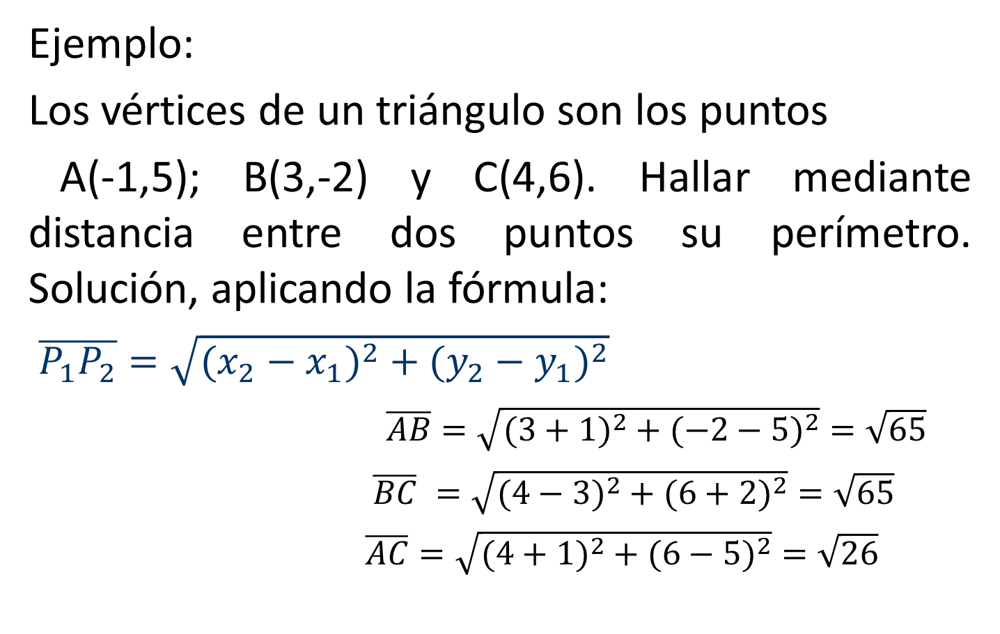 Ejemplo:
Los vértices de un triángulo son los puntos
A(-1,5); B(3,-2) y C(4,6). Hallar mediante
distancia entre dos puntos su perímetro.
Solución, aplicando la fórmula:
$\overline{P_1P_2} = \sqrt{(x_2 - x_1)^2 + (y_2 - y_1)^2}$
$\overline{AB} = \sqrt{(3 + 1)^2 + (-2 - 5)^2} = \sqrt{65}$
$\overline{BC} = \sqrt{(4 - 3)^2 + (6 + 2)^2} = \sqrt{65}$
$\overline{AC} = \sqrt{(4 + 1)^2 + (6 - 5)^2} = \sqrt{26}$